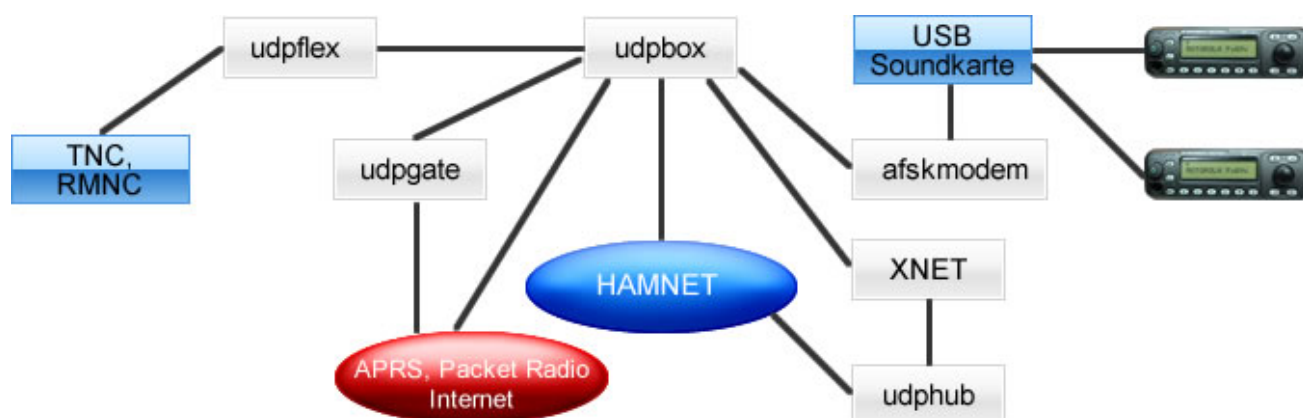 udpflex
udpbox
USB
Soundkarte
TNC,
RMNC
udpgate
afskmodem
HAMNET
XNET
APRS, Packet Radio
Internet
udphub